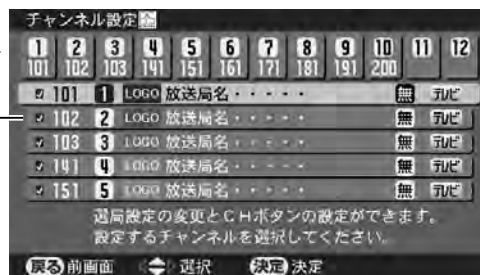 チャンネル設定
1 2 3 4 5 6 7 8 9 10 11 12
101 102 103 141 151 161 171 181 191 200
101 1 LOGO 放送局名・・・・・ 無 テレビ
102 2 LOGO 放送局名・・・・・ 無 テレビ
103 3 LOGO 放送局名・・・・・ 無 テレビ
141 4 LOGO 放送局名・・・・・ 無 テレビ
151 5 LOGO 放送局名・・・・・ 無 テレビ
選局設定の変更とCHボタンの設定ができます。
設定するチャンネルを選択してください。
戻る 前画面 選択 決定 決定